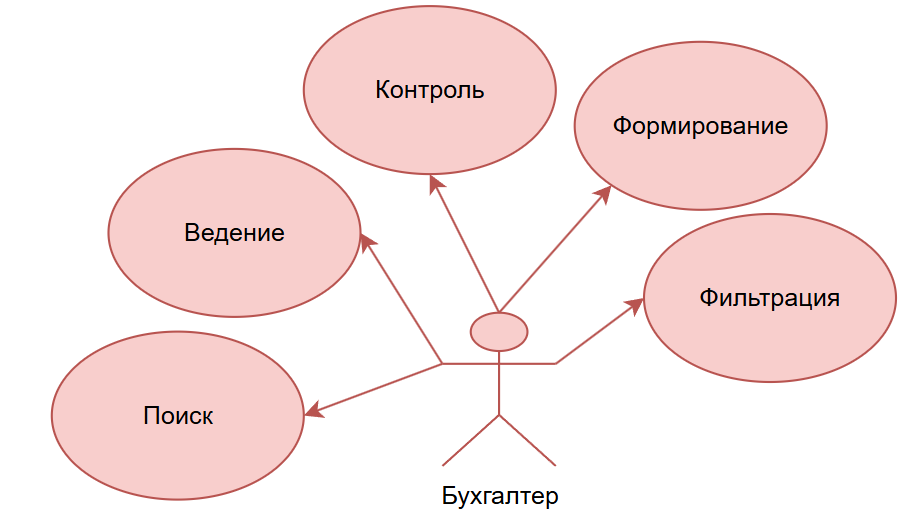 Контроль
Формирование
Ведение
Фильтрация
Поиск
Бухгалтер